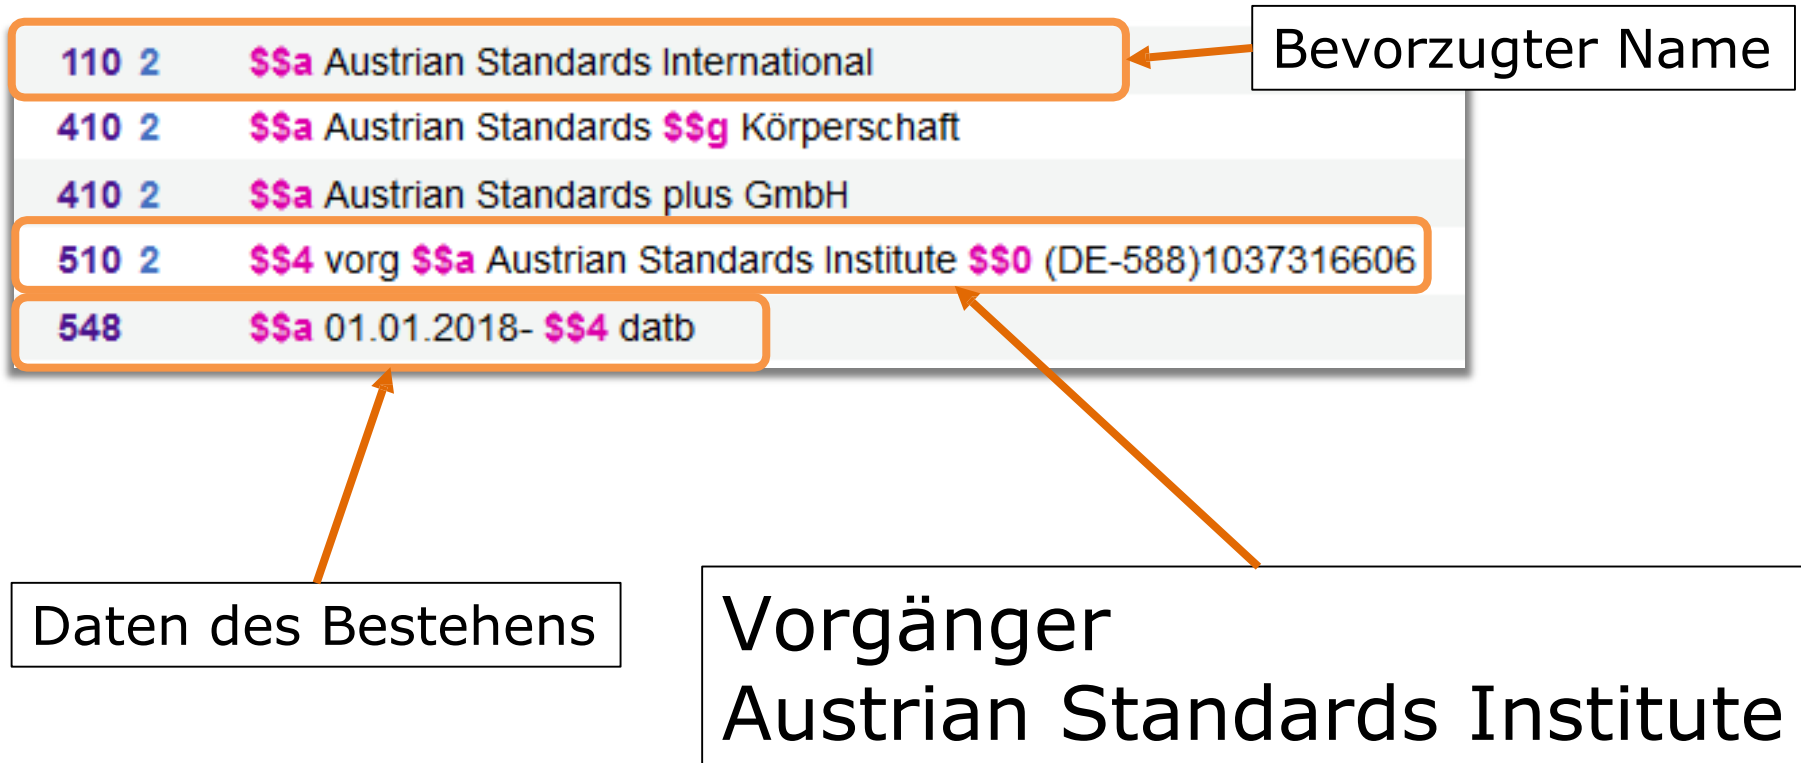 Bevorzugter Name
110 2 $$a Austrian Standards International
410 2 $$a Austrian Standards $$g Körperschaft
410 2 $$a Austrian Standards plus GmbH
510 2 $$4 vorg $$a Austrian Standards Institute $$0 (DE-588)1037316606
548 $$a 01.01.2018- $$4 datb
Daten des Bestehens
Vorgänger
Austrian Standards Institute